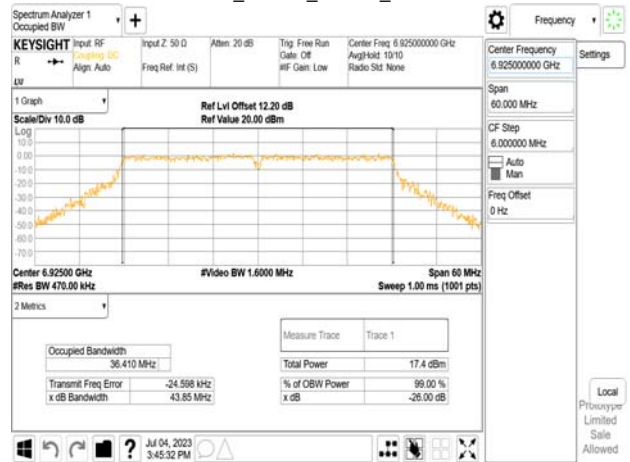 Spectrum Analyzer 1
Occupied BW
Frequency
KEYSIGHT
R
LVI
Input: RF
Coupling: DC
Align: Auto
Input Z: 50 Ω
Freq Ref: Int (S)
Atten: 20 dB
Trig: Free Run
Gate: Off
#IF Gain: Low
Center Freq: 6.925000000 GHz
Avg|Hold: 10/10
Radio Std: None
Center Frequency
6.925000000 GHz
Settings
Span
60.000 MHz
CF Step
6.000000 MHz
Auto
Man
Freq Offset
0 Hz
1 Graph
Scale/Div 10.0 dB
Ref Lvl Offset 12.20 dB
Ref Value 20.00 dBm
Log
10.0
0.00
-10.0
-20.0
-30.0
-40.0
-50.0
-60.0
-70.0
Center 6.92500 GHz
#Res BW 470.00 kHz
#Video BW 1.6000 MHz
Span 60 MHz
Sweep 1.00 ms (1001 pts)
2 Metrics
Measure Trace
Trace 1
Occupied Bandwidth
36.410 MHz
Total Power
17.4 dBm
Transmit Freq Error
-24.598 kHz
% of OBW Power
99.00 %
x dB Bandwidth
43.85 MHz
x dB
-26.00 dB
Local
Prototype
Limited
Sale
Allowed
?
Jul 04, 2023
3:45:32 PM